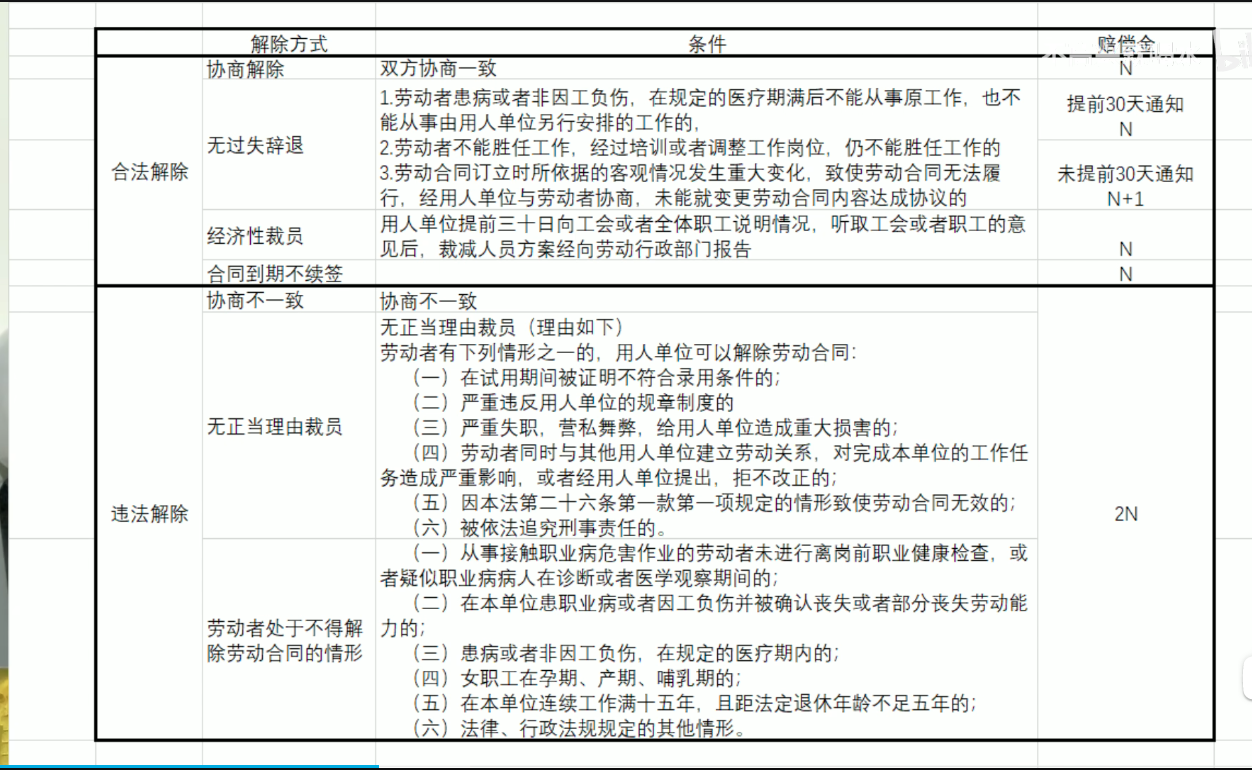 解除方式 条件 赔偿金
合法解除
协商解除 双方协商一致 N
无过失辞退
1.劳动者患病或者非因工负伤，在规定的医疗期满后不能从事原工作，也不
能从事由用人单位另行安排的工作的，
2.劳动者不能胜任工作，经过培训或者调整工作岗位，仍不能胜任工作的
3.劳动合同订立时所依据的客观情况发生重大变化，致使劳动合同无法履
行，经用人单位与劳动者协商，未能就变更劳动合同内容达成协议的
提前30天通知
N
未提前30天通知
N+1
经济性裁员
用人单位提前三十日向工会或者全体职工说明情况，听取工会或者职工的意
见后，裁减人员方案经向劳动行政部门报告
N
合同到期不续签 N
违法解除
协商不一致 协商不一致
无正当理由裁员
无正当理由裁员（理由如下）
劳动者有下列情形之一的，用人单位可以解除劳动合同：
（一）在试用期间被证明不符合录用条件的；
（二）严重违反用人单位的规章制度的
（三）严重失职，营私舞弊，给用人单位造成重大损害的；
（四）劳动者同时与其他用人单位建立劳动关系，对完成本单位的工作任
务造成严重影响，或者经用人单位提出，拒不改正的；
（五）因本法第二十六条第一款第一项规定的情形致使劳动合同无效的；
（六）被依法追究刑事责任的。
2N
劳动者处于不得解
除劳动合同的情形
（一）从事接触职业病危害作业的劳动者未进行离岗前职业健康检查，或
者疑似职业病病人在诊断或者医学观察期间的；
（二）在本单位患职业病或者因工负伤并被确认丧失或者部分丧失劳动能
力的；
（三）患病或者非因工负伤，在规定的医疗期内的；
（四）女职工在孕期、产期、哺乳期的；
（五）在本单位连续工作满十五年，且距法定退休年龄不足五年的；
（六）法律、行政法规规定的其他情形。